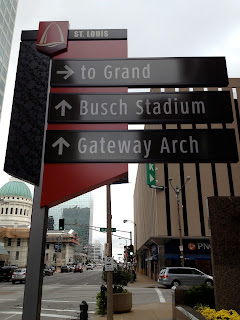 ST. LOUIS
→ to Grand
↑ Busch Stadium
↑ Gateway Arch
PNC